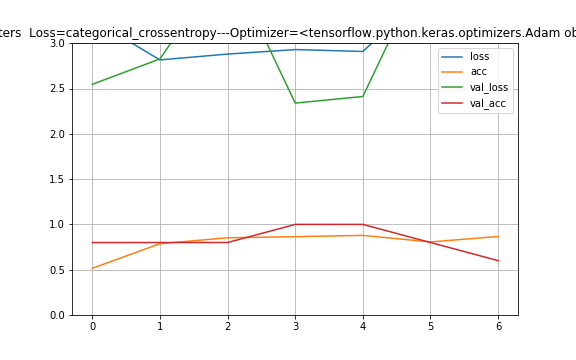 ters Loss=categorical_crossentropy---Optimizer=<tensorflow.python.keras.optimizers.Adam ob
3.0
2.5
2.0
1.5
1.0
0.5
0.0
0 1 2 3 4 5 6
loss
acc
val_loss
val_acc